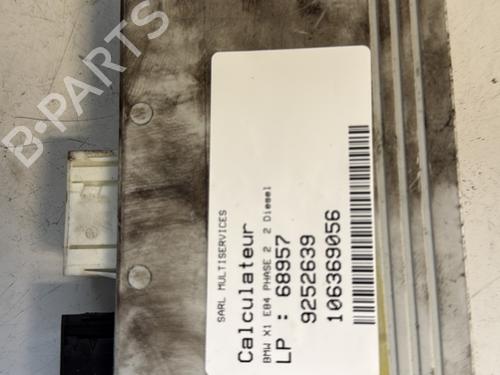 B-PARTS
SARL MULTISERVICES
Calculateur
BMW X1 E84 PHASE 2 2 Diesel
LP : 68957
9252639
106369056